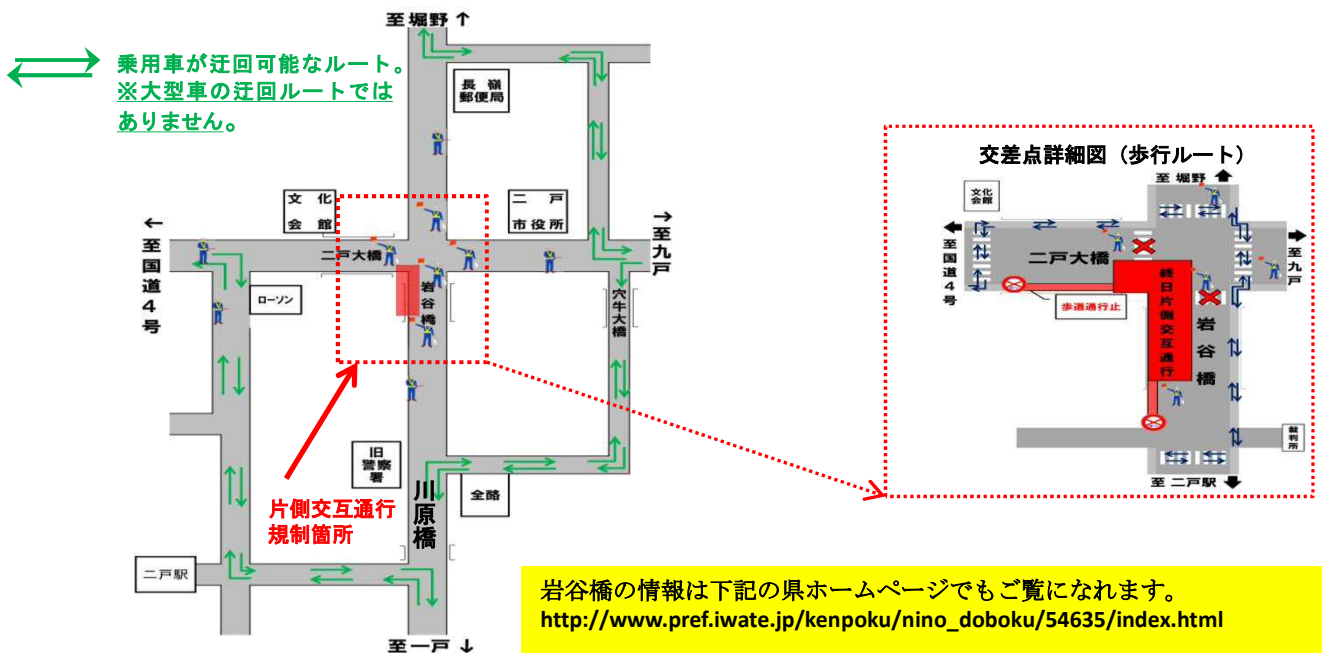 至 堀野 ↑
乗用車が迂回可能なルート。
※大型車の迂回ルートでは
ありません。
長 嶺
郵便局
文 化
会 館
二 戸
市役所
←至国道4号
→至九戸
二戸大橋
岩谷橋
ローソン
穴牛大橋
旧
警察
署
川原橋
全酪
片側交互通行
規制箇所
二戸駅
至 一戸 ↓
交差点詳細図（歩行ルート）
至 堀野
文化
会館
至国道4号
二戸大橋
至九戸
歩道通行止
終日片側交互通行
岩谷橋
裁判所
至 二戸駅
岩谷橋の情報は下記の県ホームページでもご覧になれます。
http://www.pref.iwate.jp/kenpoku/nino_doboku/54635/index.html